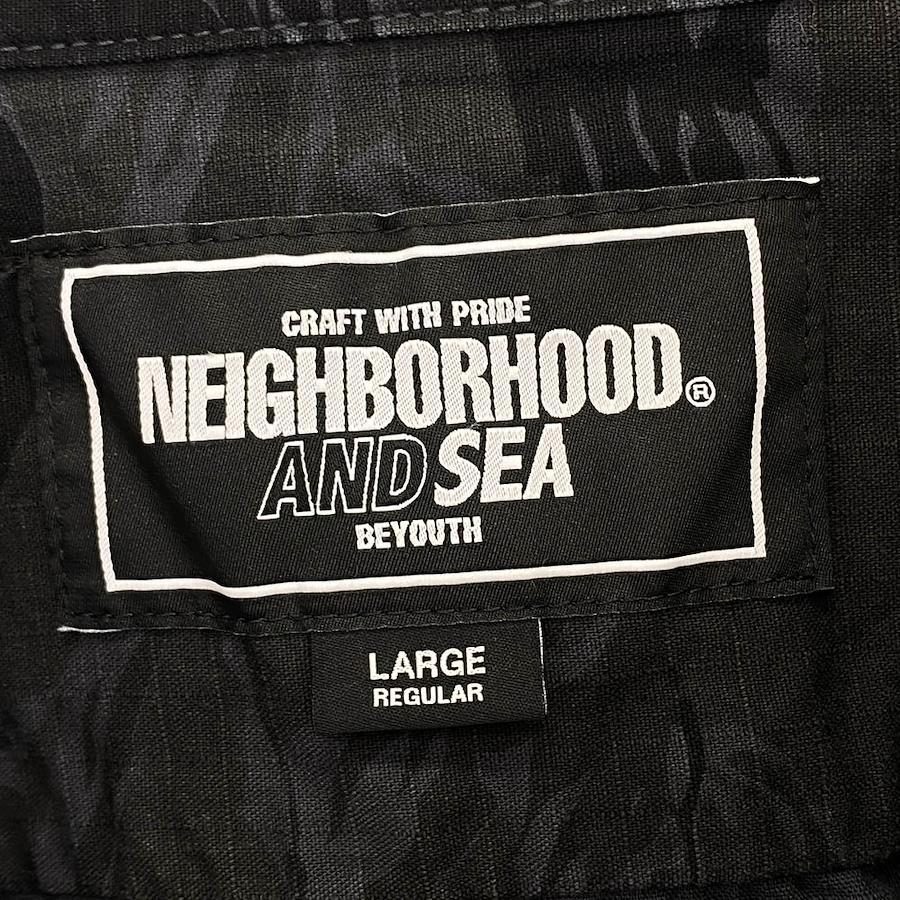 CRAFT WITH PRIDE
NEIGHBORHOOD®
AND SEA
BEYOUTH
LARGE
REGULAR